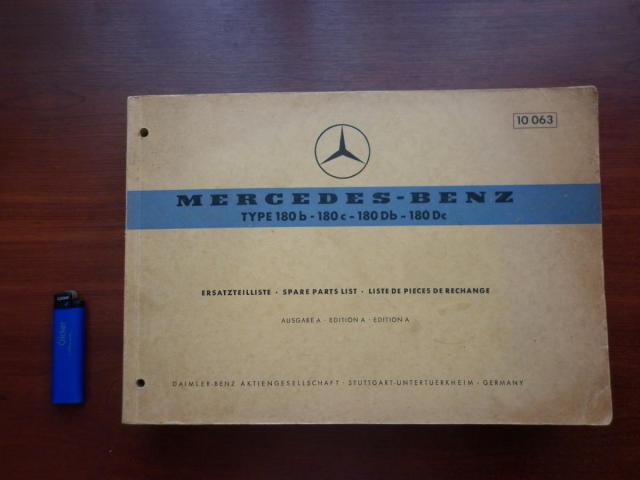 10 063
MERCEDES-BENZ
TYPE 180 b - 180 c - 180 Db - 180 Dc
ERSATZTEILLISTE · SPARE PARTS LIST · LISTE DE PIECES DE RECHANGE
AUSGABE A · EDITION A · EDITION A
DAIMLER-BENZ AKTIENGESELLSCHAFT · STUTTGART-UNTERTUERKHEIM · GERMANY